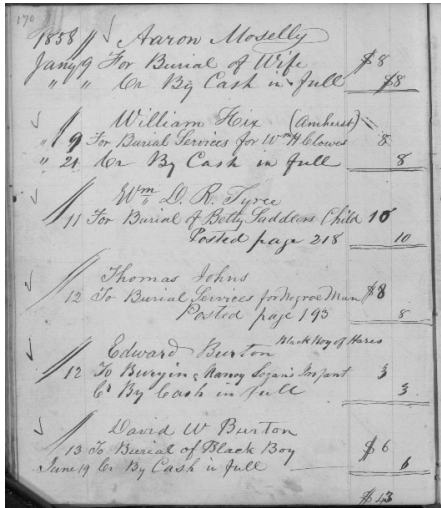 170
1858 Aaron Moselly
Jany 9 For Burial of Wife $8
" " Cr By Cash in full $8
William Hix (Amherst)
" 9 For Burial Services for Wm H Clowes 8
" 21 Cr By Cash in full 8
Wm D. R. Tyree
11 For Burial of Betty Saddlers Child 10
Posted page 218 10
Thomas Johns
12 To Burial Services for Negroe Man $8
Posted page 193 8
Edward Burton Black Boy of Hares
12 To Burying Nancy Logans Infant 3
Cr By Cash in full 3
David W Burton
13 To Burial of Black Boy $6
June 19 Cr By Cash in full 6
$43